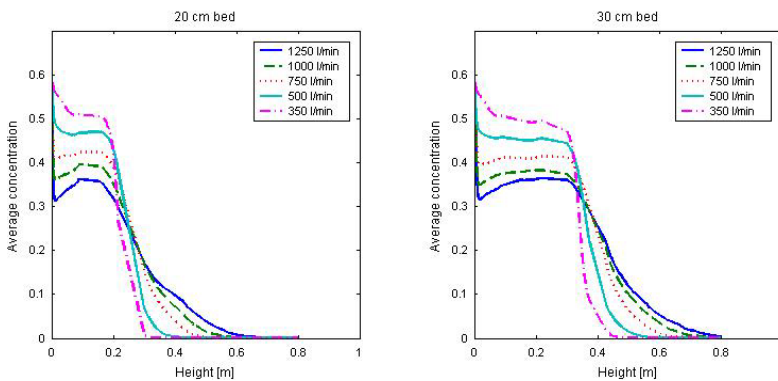 20 cm bed
1250 l/min
1000 l/min
750 l/min
500 l/min
350 l/min
0.6
0.5
0.4
0.3
0.2
0.1
0
Average concentration
0
0.2
0.4
0.6
0.8
1
Height [m]
30 cm bed
1250 l/min
1000 l/min
750 l/min
500 l/min
350 l/min
0.6
0.5
0.4
0.3
0.2
0.1
0
Average concentration
0
0.2
0.4
0.6
0.8
1
Height [m]